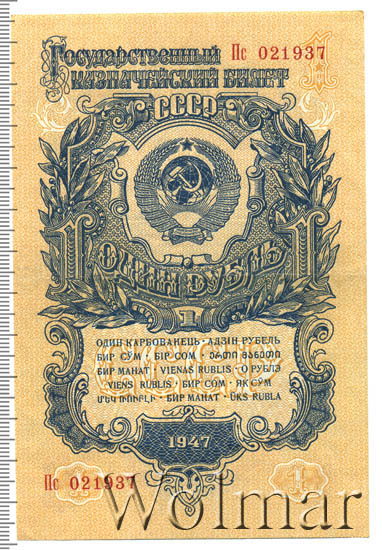 Государственный
Пс 021937
казначейский билет
1
СССР
1 1
ОДИН РУБЛЬ
1
ОДИН КАРБОВАНЕЦЬ · АДЗІН РУБЕЛЬ
БИР СЎМ · БИР СОМ · ᲔᲠᲗᲘ ᲛᲐᲜᲔᲗᲘ
БИР МАНАТ · VIENAS RUBLIS · О РУБЛЭ
VIENS RUBLIS · БИР СОМ · ЯК СӮМ
ՄԵԿ ՌՈՒԲԼԻ · БИР МАНАТ · ÜKS RUBLA
1947
Пс 021937
1
Wolmar